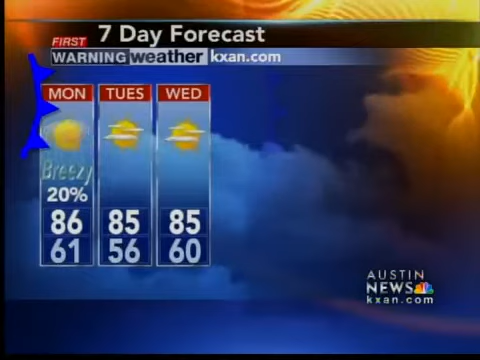 FIRST 7 Day Forecast
WARNING weather kxan.com
MON TUES WED
Breezy
20%
86 85 85
61 56 60
AUSTIN
NEWS
kxan.com